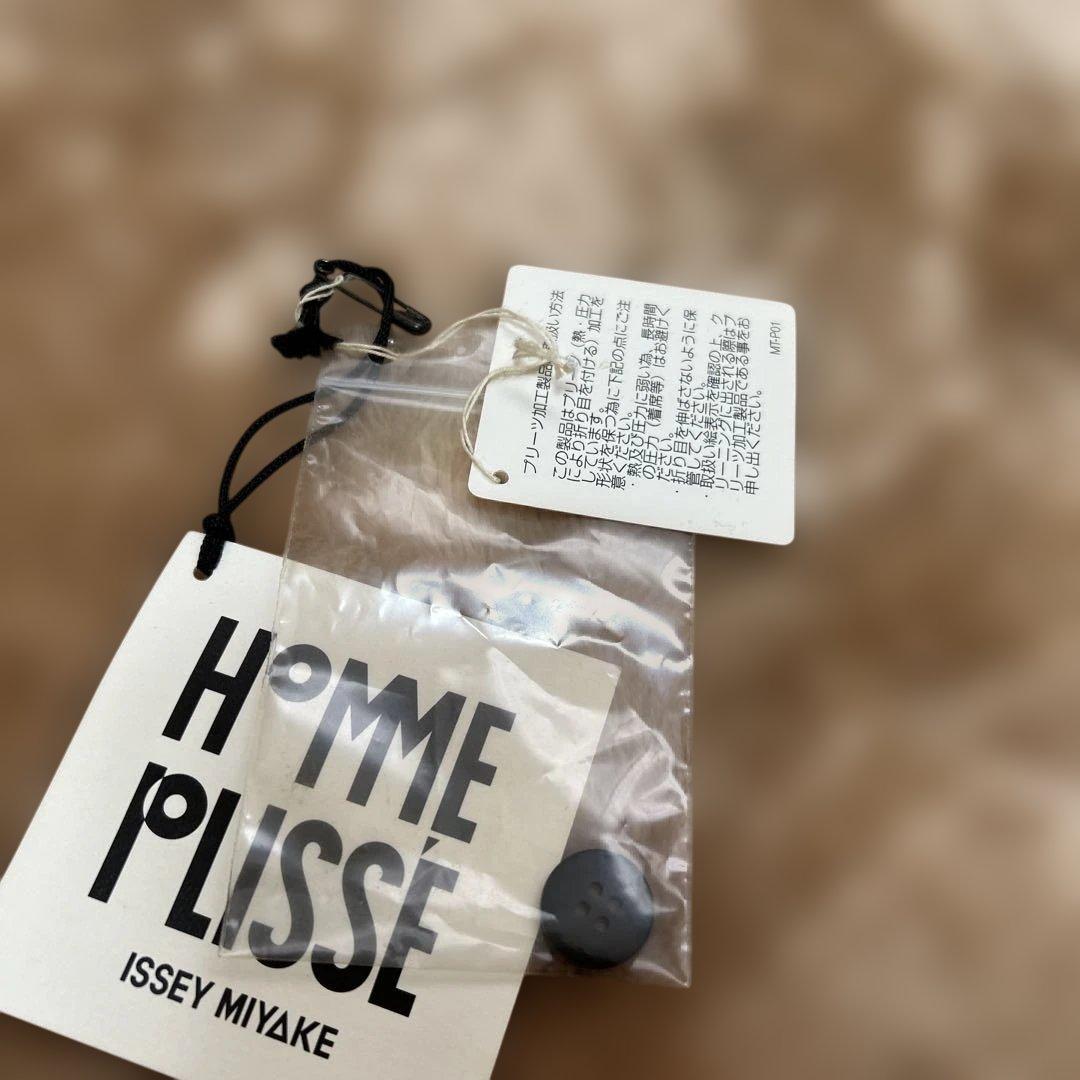 HOMME
PLISSÉ
ISSEY MIYAKE
プリーツ加工製品 扱い方法
この製品はプリーツ(熱・圧力
により折り目を付ける)加工を
しています。
形状を保つ為に下記の点にご注
意ください。
・熱及び圧力に弱い為、長時間
の圧力(着席等)はお避けく
ださい。
・折り目を伸ばさないように保
管してください。
・取扱い絵表示を確認の上、ク
リーニングに出される際はプ
リーツ加工製品である事をお
申し出ください。
MT-P01